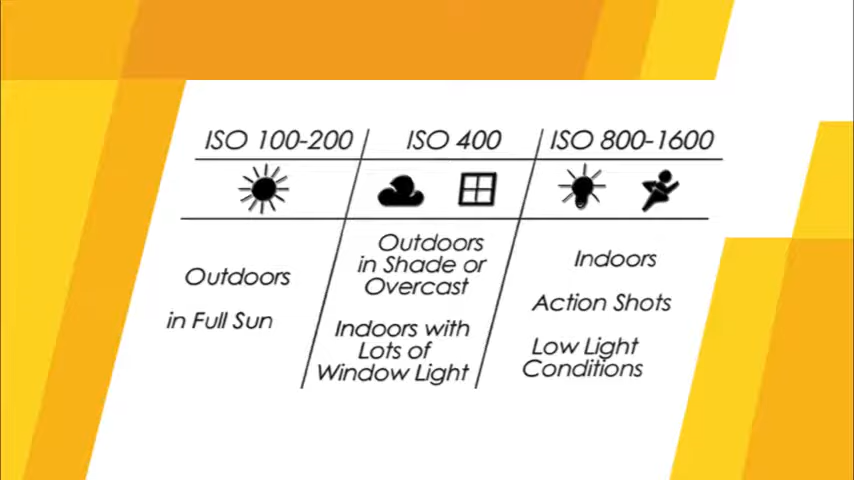 ISO 100-200
ISO 400
ISO 800-1600
Outdoors
in Full Sun
Outdoors
in Shade or
Overcast
Indoors with
Lots of
Window Light
Indoors
Action Shots
Low Light
Conditions